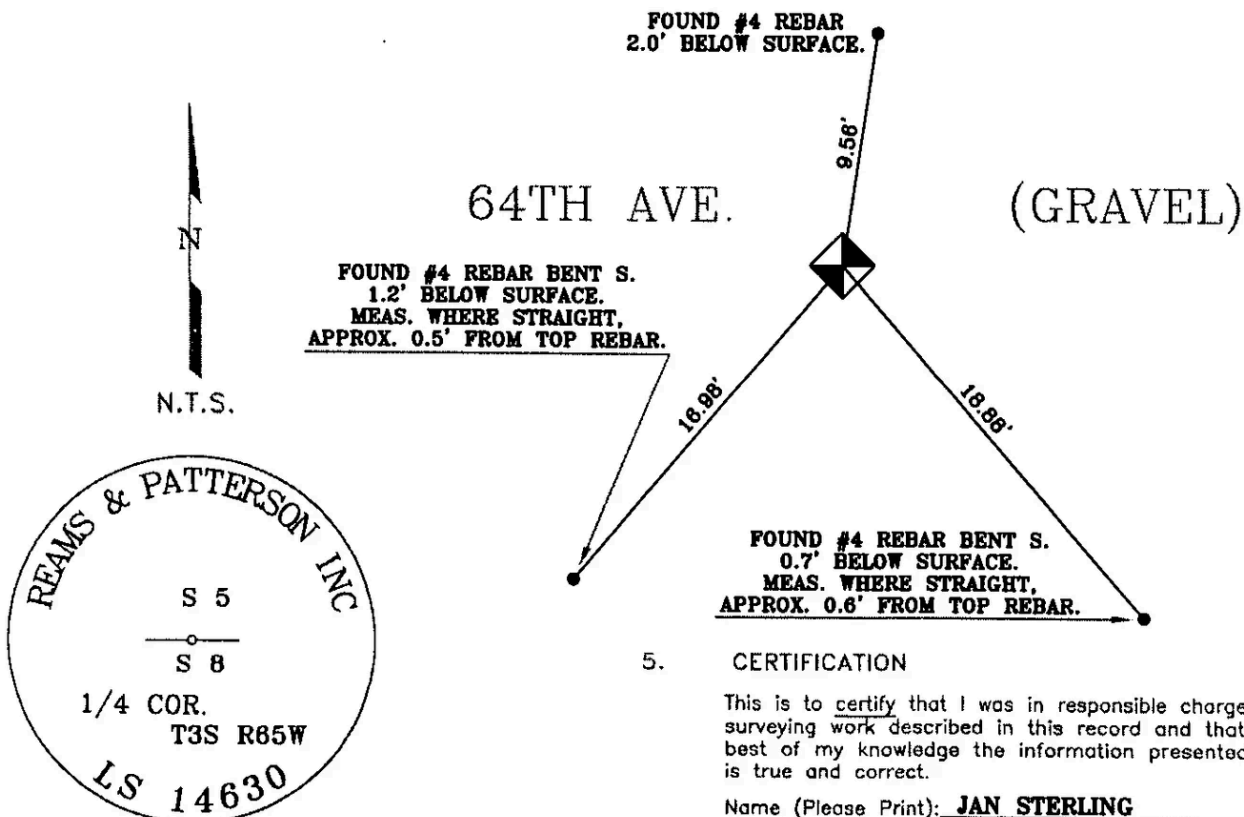 FOUND #4 REBAR
2.0' BELOW SURFACE.
9.56'
64TH AVE.
(GRAVEL)
N
N.T.S.
FOUND #4 REBAR BENT S.
1.2' BELOW SURFACE.
MEAS. WHERE STRAIGHT,
APPROX. 0.5' FROM TOP REBAR.
16.98'
18.88'
FOUND #4 REBAR BENT S.
0.7' BELOW SURFACE.
MEAS. WHERE STRAIGHT,
APPROX. 0.6' FROM TOP REBAR.
REAMS & PATTERSON INC
S 5
S 8
1/4 COR.
T3S R65W
LS 14630
5. CERTIFICATION
This is to certify that I was in responsible charge
surveying work described in this record and that
best of my knowledge the information presented
is true and correct.
Name (Please Print): JAN STERLING